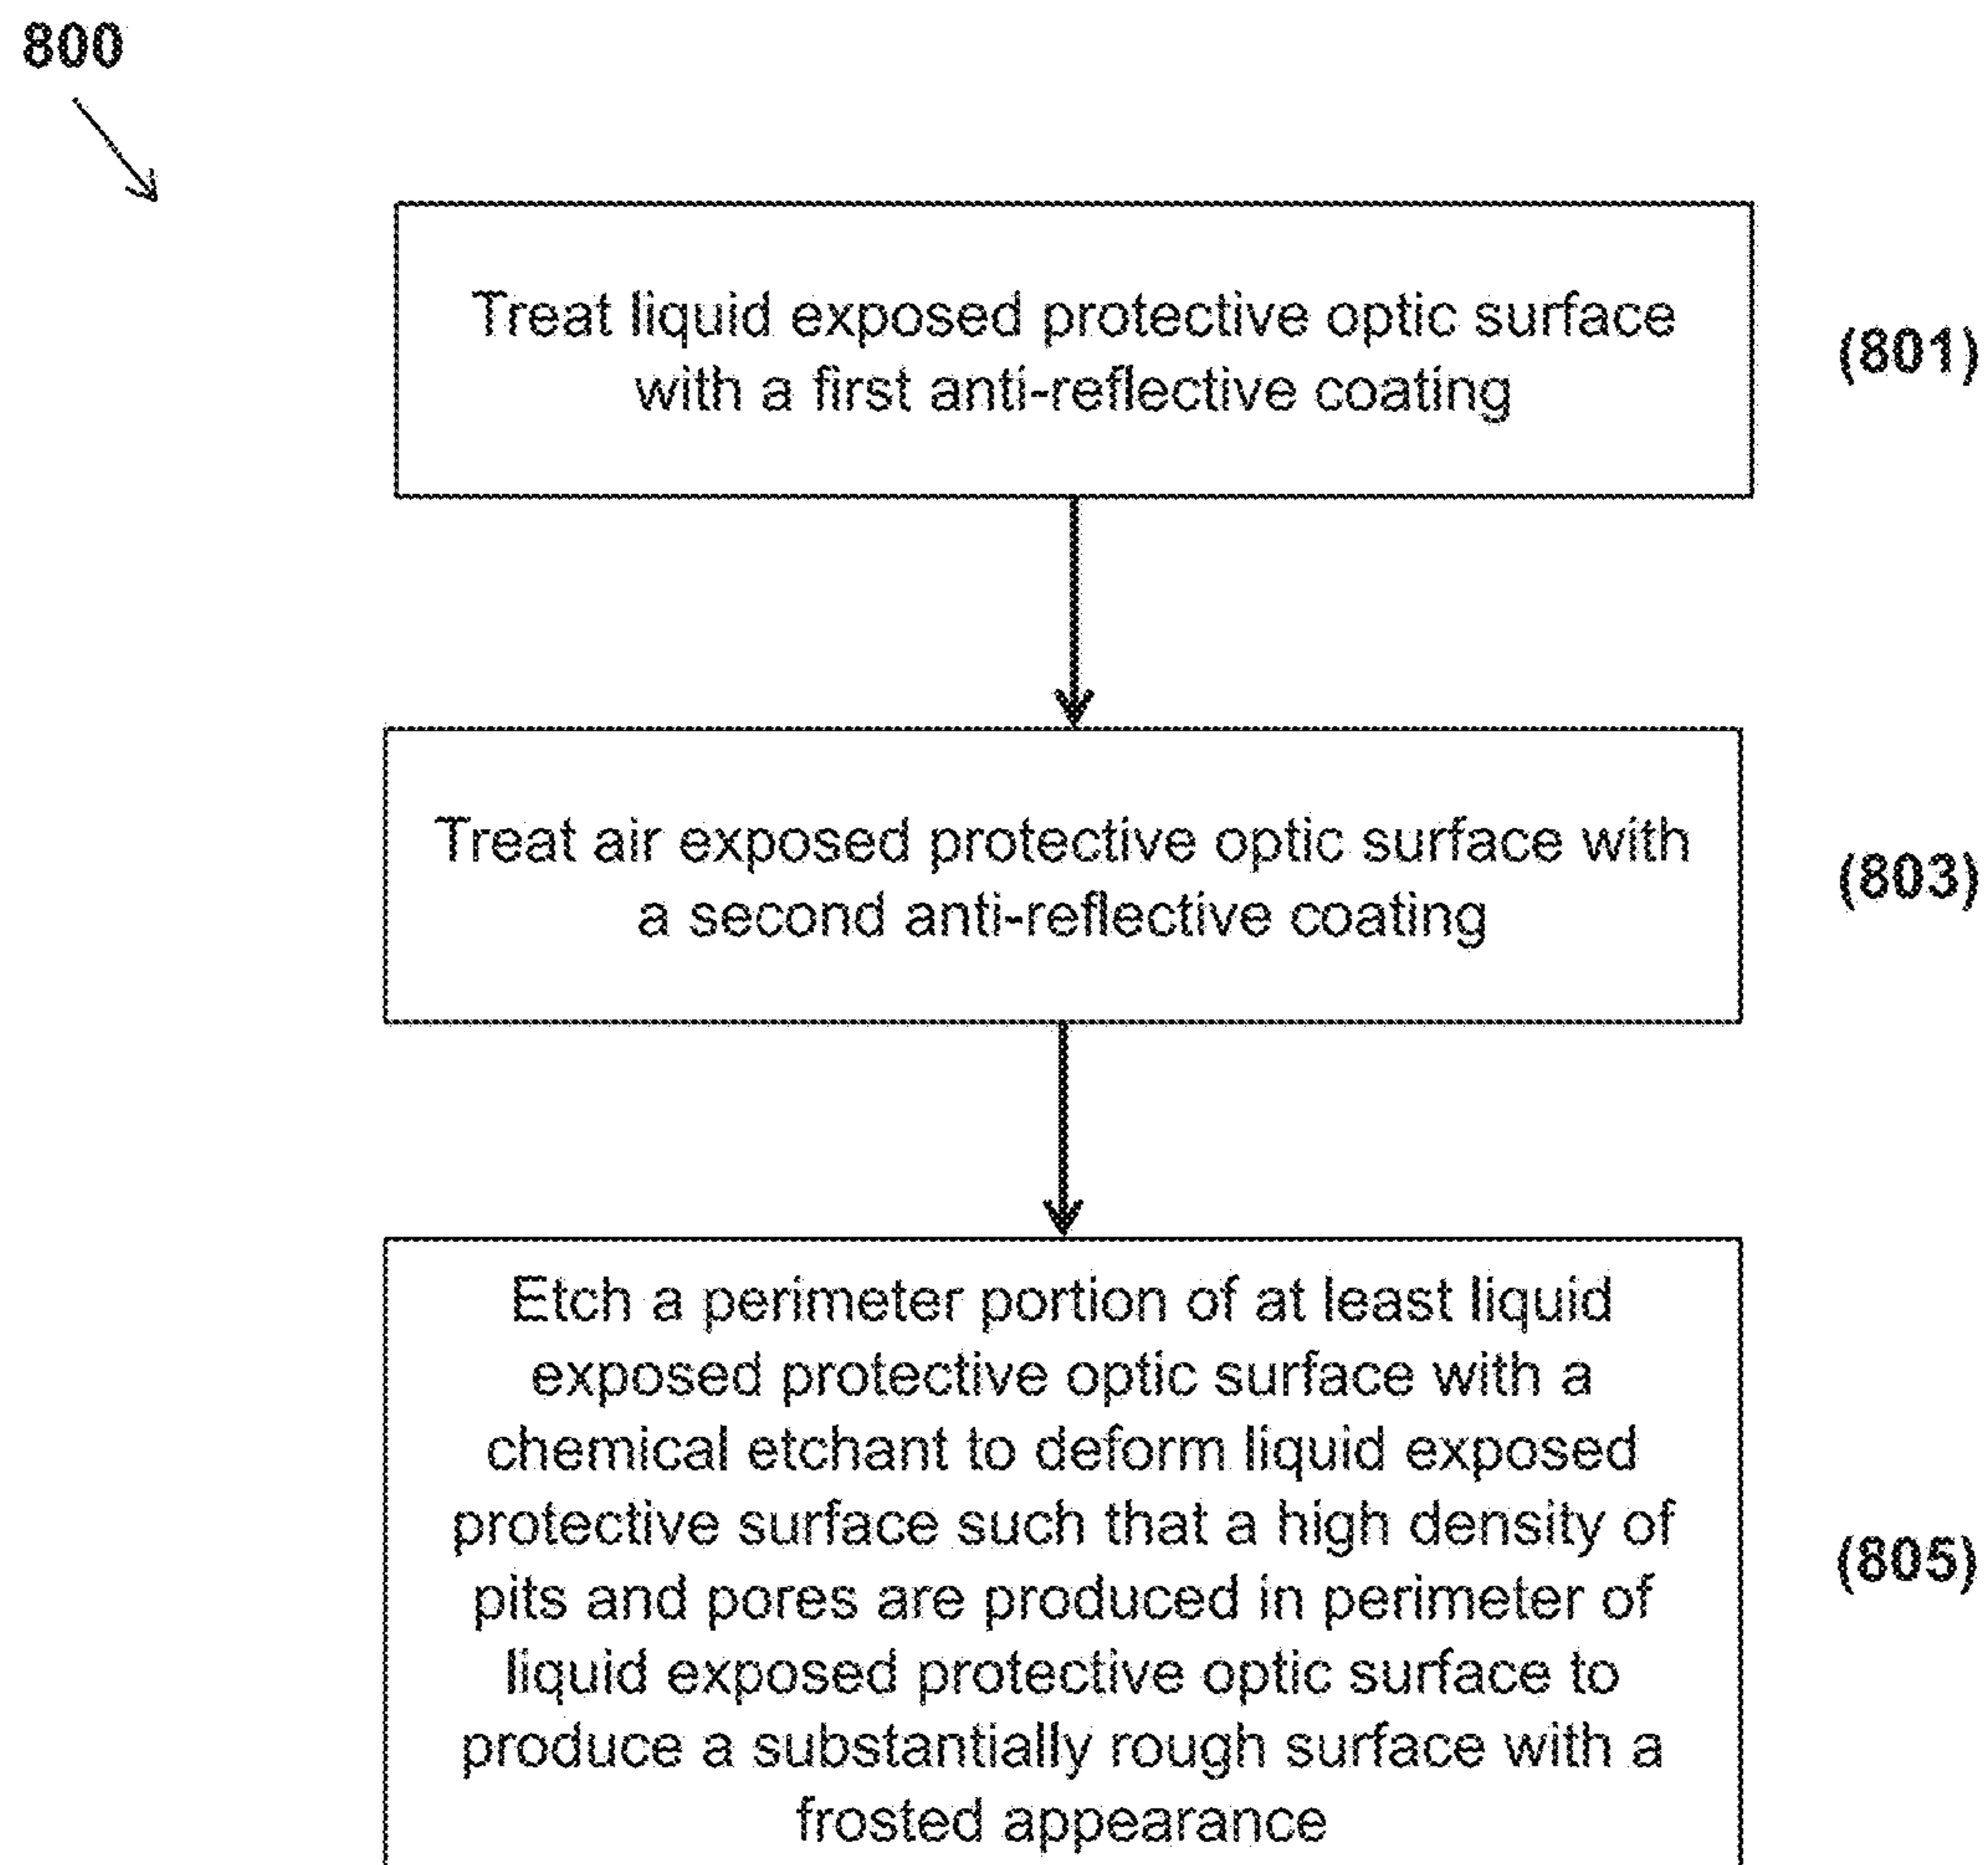 800
Treat liquid exposed protective optic surface
with a first anti-reflective coating
(801)
Treat air exposed protective optic surface with
a second anti-reflective coating
(803)
Etch a perimeter portion of at least liquid
exposed protective optic surface with a
chemical etchant to deform liquid exposed
protective surface such that a high density of
pits and pores are produced in perimeter of
liquid exposed protective optic surface to
produce a substantially rough surface with a
frosted appearance
(805)